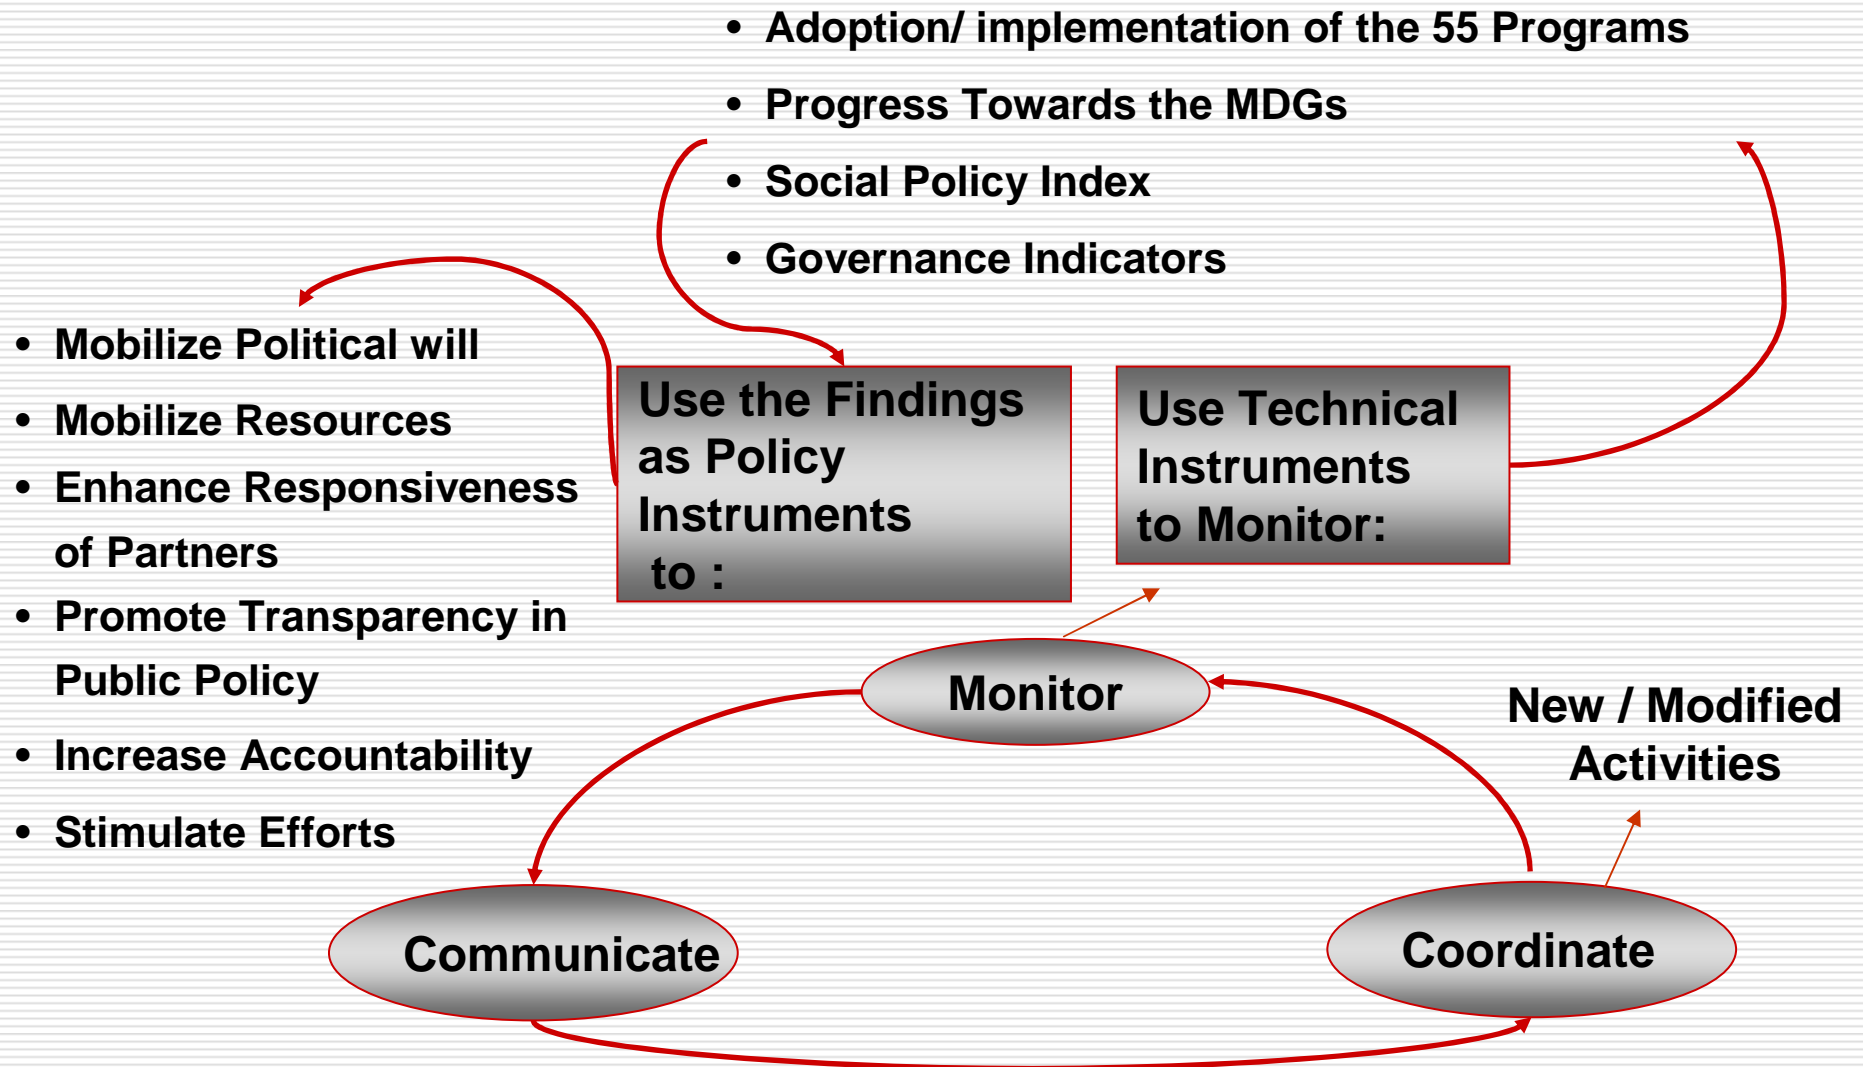 • Adoption/ implementation of the 55 Programs
• Progress Towards the MDGs
• Social Policy Index
• Governance Indicators
• Mobilize Political will
• Mobilize Resources
• Enhance Responsiveness
of Partners
• Promote Transparency in
Public Policy
• Increase Accountability
• Stimulate Efforts
Use the Findings
as Policy
Instruments
to :
Use Technical
Instruments
to Monitor:
Monitor
New / Modified
Activities
Communicate
Coordinate